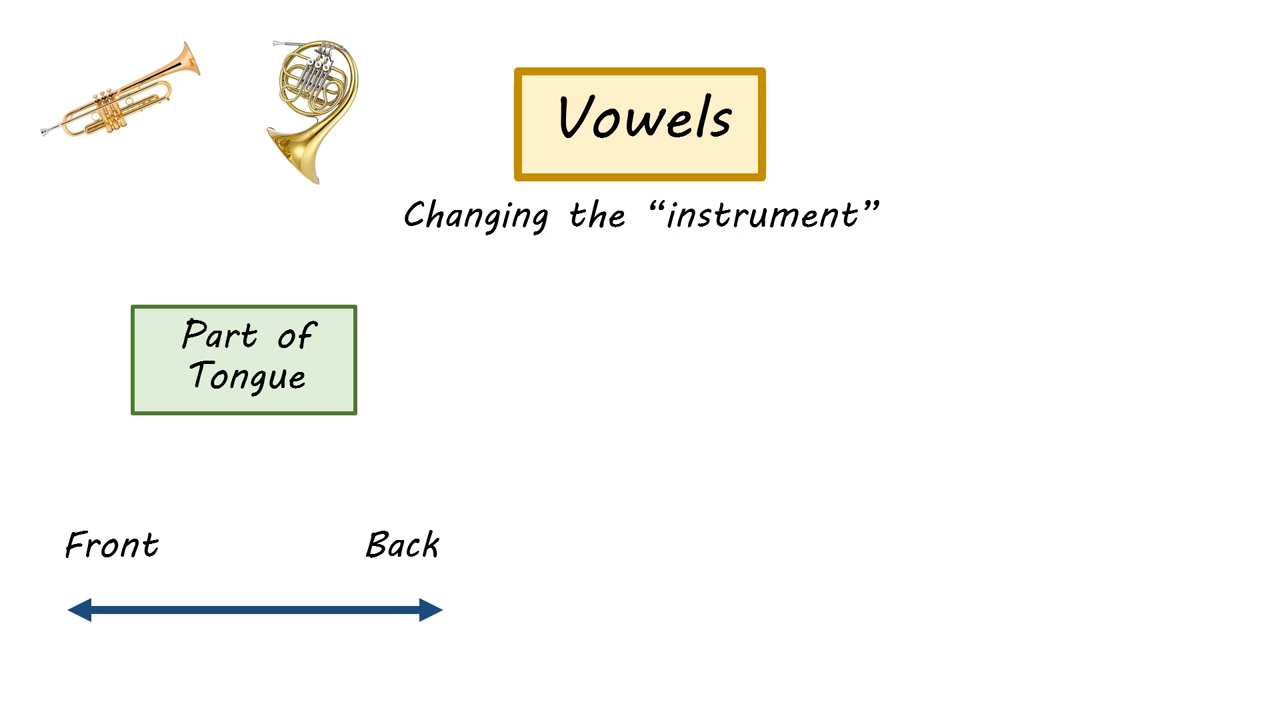 Vowels
Changing the “instrument”
Part of
Tongue
Front Back